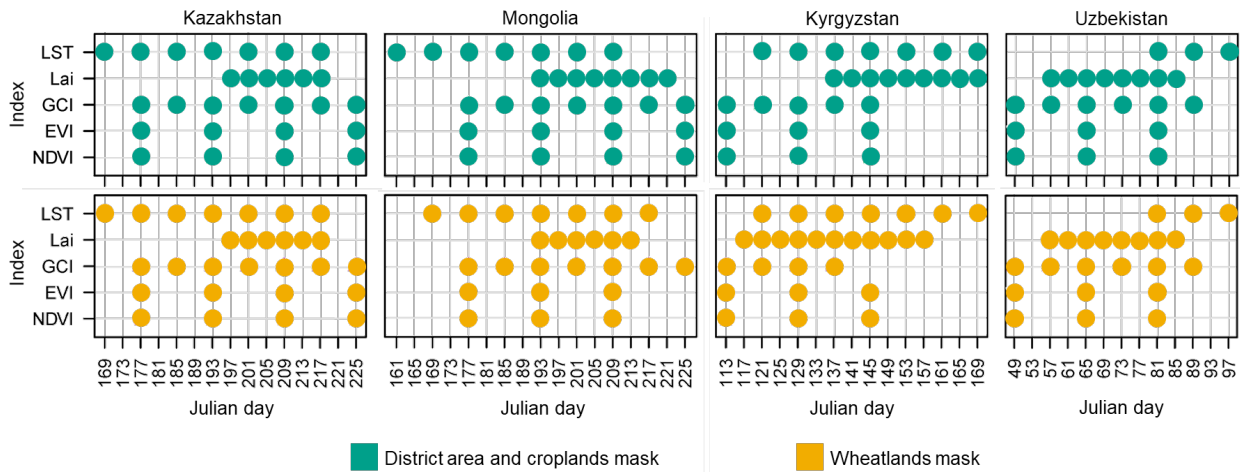 Kazakhstan Mongolia Kyrgyzstan Uzbekistan
Index
LST
Lai
GCI
EVI
NDVI
Index
LST
Lai
GCI
EVI
NDVI
169 173 177 181 185 189 193 197 201 205 209 213 217 221 225
161 165 169 173 177 181 185 189 193 197 201 205 209 213 217 221 225
113 117 121 125 129 133 137 141 145 149 153 157 161 165 169
49 53 57 61 65 69 73 77 81 85 89 93 97
Julian day Julian day Julian day Julian day
District area and croplands mask Wheatlands mask